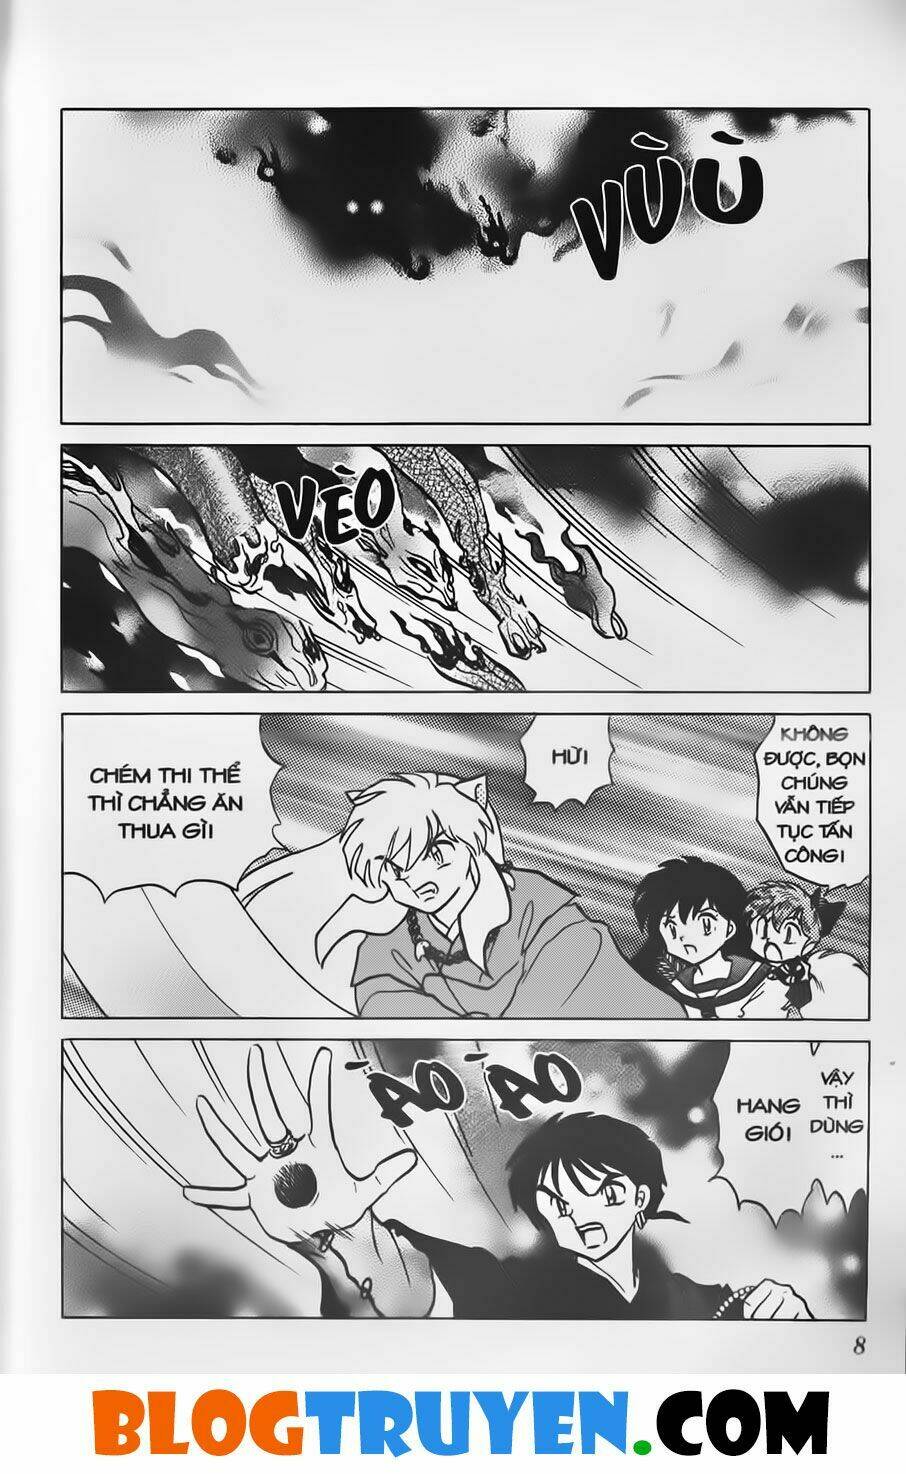 VÙÙ
VÈO
KHÔNG
ĐƯỢC, BỌN
CHÚNG
VẪN TIẾP
TỤC TẤN
CÔNG!
HỪ!
CHÉM THI THỂ
THÌ CHẲNG ĂN
THUA GÌ!
VẬY
THÌ
DÙNG
...
HANG
GIÓ!
ÀO ÀO
8
BLOGTRUYEN.COM